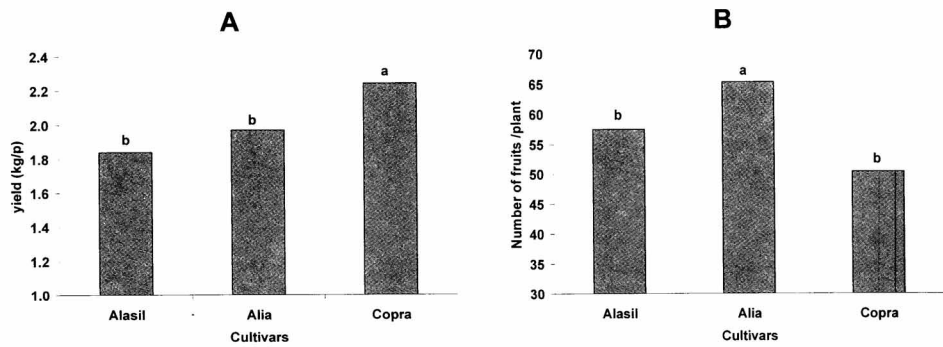 A
yield (kg/p)
2.4
2.2
2.0
1.8
1.6
1.4
1.2
1.0
b
b
a
Alasil
Alia
Copra
Cultivars
B
Number of fruits /plant
70
65
60
55
50
45
40
35
30
b
a
b
Alasil
Alia
Copra
Cultivars